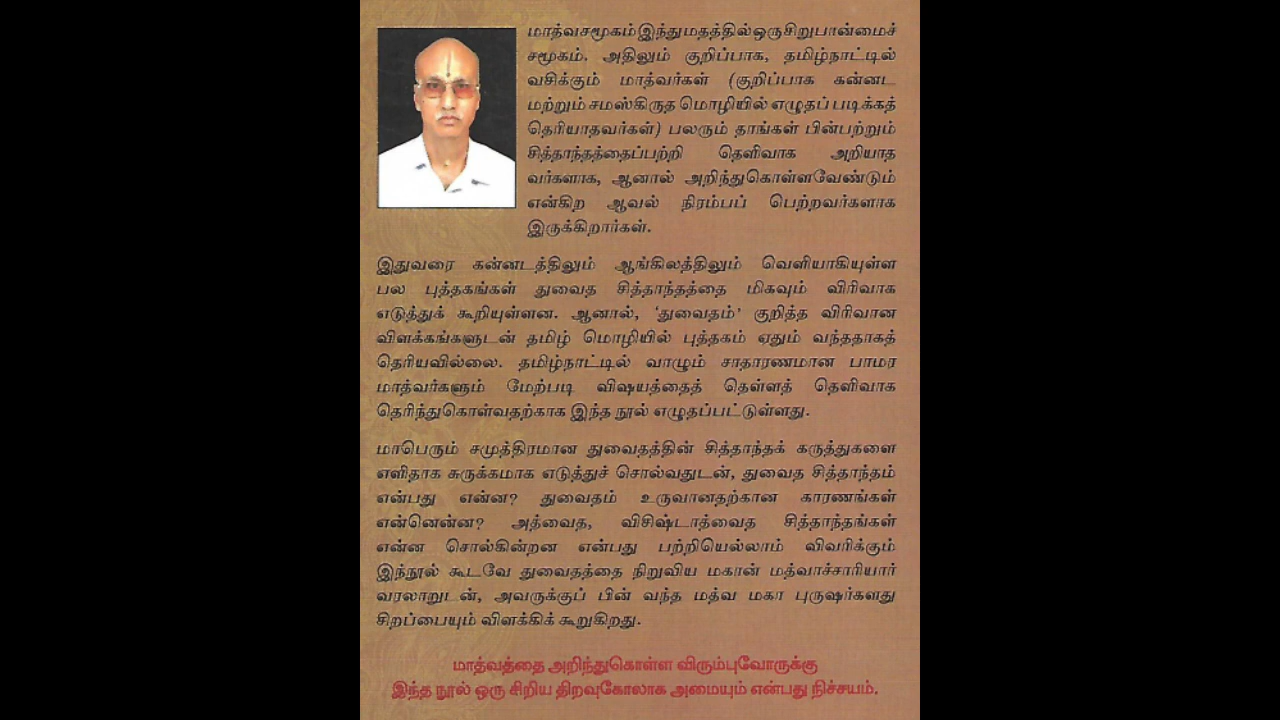 மாத்வசமூகம் இந்துமதத்தில் ஒரு சிறுபான்மைச்
சமூகம். அதிலும் குறிப்பாக, தமிழ்நாட்டில்
வசிக்கும் மாத்வர்கள் (குறிப்பாக கன்னட
மற்றும் சமஸ்கிருத மொழியில் எழுதப் படிக்கத்
தெரியாதவர்கள்) பலரும் தாங்கள் பின்பற்றும்
சித்தாந்தத்தைப்பற்றி தெளிவாக அறியாத
வர்களாக, ஆனால் அறிந்துகொள்ளவேண்டும்
என்கிற ஆவல் நிரம்பப் பெற்றவர்களாக
இருக்கிறார்கள்.
இதுவரை கன்னடத்திலும் ஆங்கிலத்திலும் வெளியாகியுள்ள
பல புத்தகங்கள் துவைத சித்தாந்தத்தை மிகவும் விரிவாக
எடுத்துக் கூறியுள்ளன. ஆனால், ‘துவைதம்’ குறித்த விரிவான
விளக்கங்களுடன் தமிழ் மொழியில் புத்தகம் ஏதும் வந்ததாகத்
தெரியவில்லை. தமிழ்நாட்டில் வாழும் சாதாரணமான பாமர
மாத்வர்களும் மேற்படி விஷயத்தைத் தெள்ளத் தெளிவாக
தெரிந்துகொள்வதற்காக இந்த நூல் எழுதப்பட்டுள்ளது.
மாபெரும் சமுத்திரமான துவைதத்தின் சித்தாந்தக் கருத்துகளை
எளிதாக சுருக்கமாக எடுத்துச் சொல்வதுடன், துவைத சித்தாந்தம்
என்பது என்ன? துவைதம் உருவானதற்கான காரணங்கள்
என்னென்ன? அத்வைத, விசிஷ்டாத்வைத சித்தாந்தங்கள்
என்ன சொல்கின்றன என்பது பற்றியெல்லாம் விவரிக்கும்
இந்நூல் கூடவே துவைதத்தை நிறுவிய மகான் மத்வாச்சாரியார்
வரலாறுடன், அவருக்குப் பின் வந்த மத்வ மகா புருஷர்களது
சிறப்பையும் விளக்கிக் கூறுகிறது.
மாத்வத்தை அறிந்துகொள்ள விரும்புவோருக்கு
இந்த நூல் ஒரு சிறிய திறவுகோலாக அமையும் என்பது நிச்சயம்.